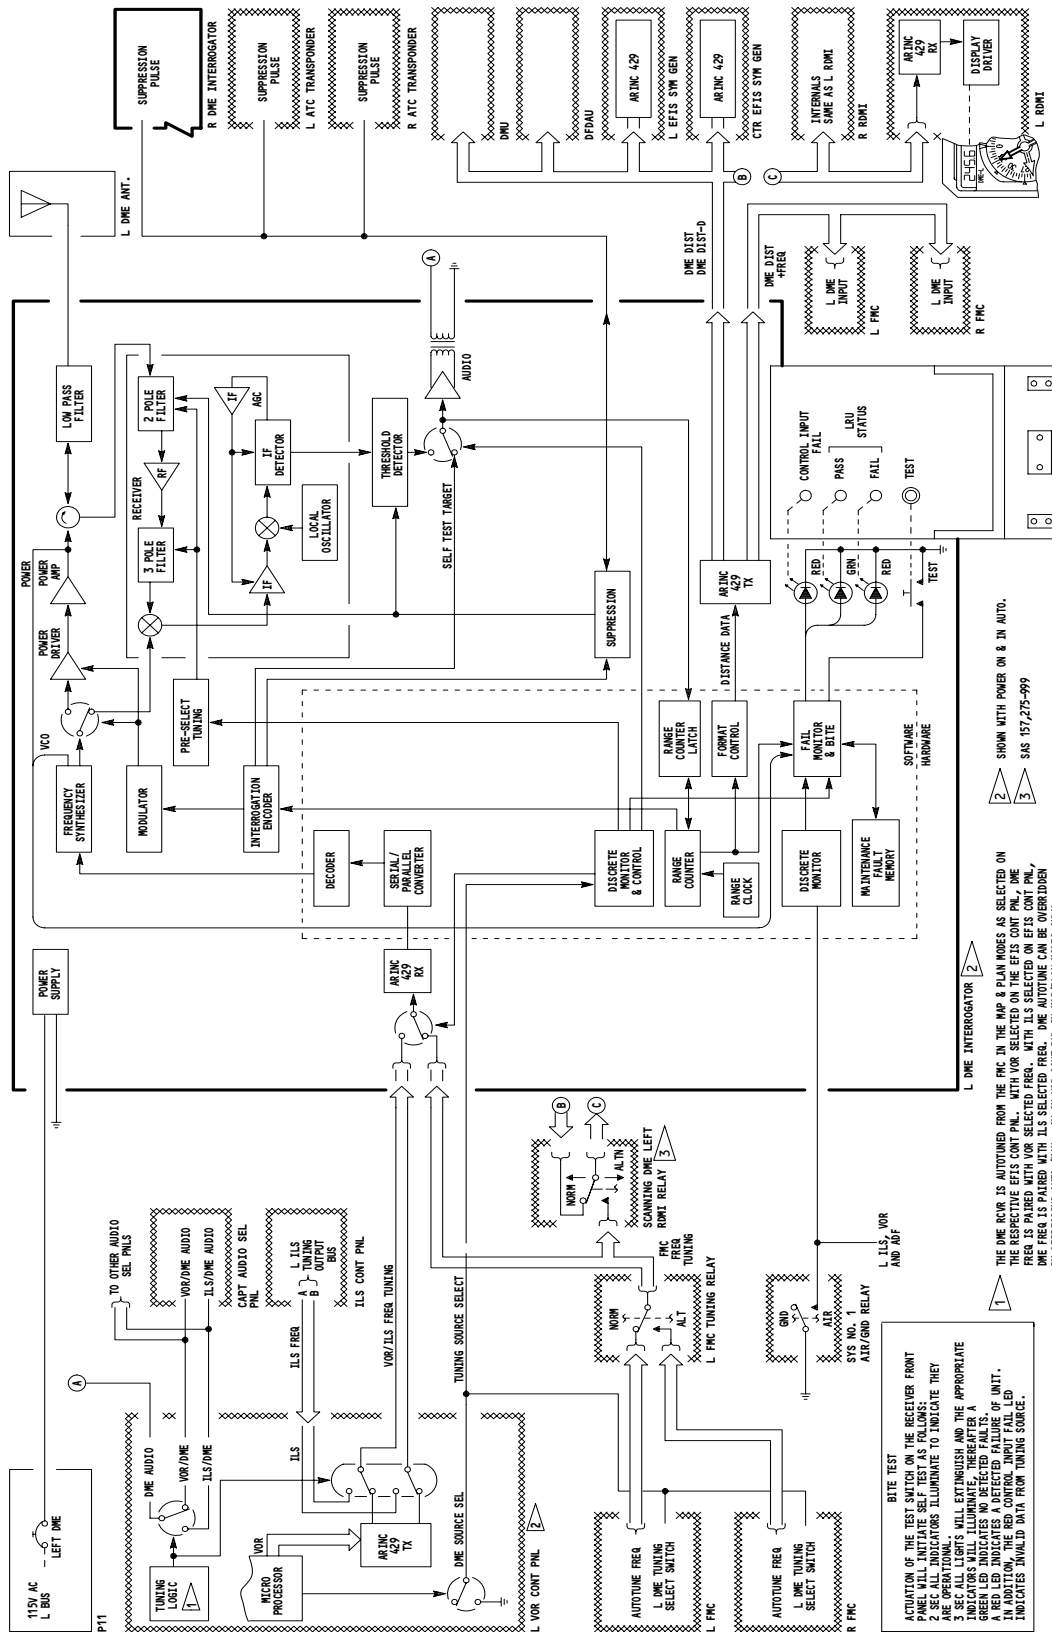 115V AC
L BUS
LEFT DME
P11
POWER
SUPPLY
A
TO OTHER AUDIO
SEL PNLS
DME AUDIO
VOR/DME
ILS/DME
VOR/DME AUDIO
ILS/DME AUDIO
CAPT AUDIO SEL
PNL
TUNING
LOGIC
1
ILS FREQ
A
B
L ILS
TUNING
OUTPUT
BUS
ILS CONT PNL
ILS
VOR
MICRO
PROCESSOR
ARINC
429
TX
VOR/ILS FREQ TUNING
DME SOURCE SEL
TUNING SOURCE SELECT
L VOR CONT PNL
2
AUTOTUNE FREQ
L DME TUNING
SELECT SWITCH
L FMC
AUTOTUNE FREQ
L DME TUNING
SELECT SWITCH
R FMC
NORM
ALT
L FMC TUNING RELAY
FMC
FREQ
TUNING
B
C
NORM
ALTN
SCANNING DME LEFT
RDMI RELAY
3
GND
AIR
SYS NO. 1
AIR/GND RELAY
L ILS, VOR
AND ADF
VCO
FREQUENCY
SYNTHESIZER
POWER
DRIVER
POWER
AMP
POWER
LOW PASS
FILTER
L DME ANT.
MODULATOR
PRE-SELECT
TUNING
INTERROGATION
ENCODER
RECEIVER
3 POLE
FILTER
RF
2 POLE
FILTER
IF
IF
AGC
IF
DETECTOR
LOCAL
OSCILLATOR
THRESHOLD
DETECTOR
SELF TEST TARGET
AUDIO
A
SUPPRESSION
DECODER
SERIAL/
PARALLEL
CONVERTER
ARINC
429
RX
DISCRETE
MONITOR
& CONTROL
RANGE
COUNTER
RANGE
CLOCK
RANGE
COUNTER
LATCH
FORMAT
CONTROL
DISTANCE DATA
ARINC
429
TX
DISCRETE
MONITOR
FAIL
MONITOR
& BITE
MAINTENANCE
FAULT
MEMORY
SOFTWARE
HARDWARE
RED
GRN
RED
TEST
CONTROL INPUT
FAIL
PASS
FAIL
LRU
STATUS
TEST
L DME INTERROGATOR
2
SUPPRESSION
PULSE
R DME INTERROGATOR
SUPPRESSION
PULSE
L ATC TRANSPONDER
SUPPRESSION
PULSE
R ATC TRANSPONDER
DMU
DFDAU
ARINC 429
L EFIS SYM GEN
ARINC 429
CTR EFIS SYM GEN
B
C
DME DIST
DME DIST-D
DME DIST
+FREQ
INTERNALS
SAME AS L RDMI
R RDMI
ARINC
429
RX
DISPLAY
DRIVER
L RDMI
245.6
DME-L
L DME
INPUT
L FMC
L DME
INPUT
R FMC
BITE TEST
ACTUATION OF THE TEST SWITCH ON THE RECEIVER FRONT
PANEL WILL INITIATE SELF TEST AS FOLLOWS:
2 SEC ALL INDICATORS ILLUMINATE TO INDICATE THEY
ARE OPERATIONAL.
3 SEC ALL LIGHTS WILL EXTINGUISH AND THE APPROPRIATE
INDICATORS WILL ILLUMINATE, THEREAFTER A
GREEN LED INDICATES NO DETECTED FAULTS.
A RED LED INDICATES A DETECTED FAILURE OF UNIT.
IN ADDITION, THE RED CONTROL INPUT FAIL LED
INDICATES INVALID DATA FROM TUNING SOURCE.
1
THE DME RCVR IS AUTOTUNED FROM THE FMC IN THE MAP & PLAN MODES AS SELECTED ON
THE RESPECTIVE EFIS CONT PNL. WITH VOR SELECTED ON THE EFIS CONT PNL, DME
FREQ IS PAIRED WITH VOR SELECTED FREQ. WITH ILS SELECTED ON EFIS CONT PNL,
DME FREQ IS PAIRED WITH ILS SELECTED FREQ. DME AUTOTUNE CAN BE OVERRIDDEN
2
SHOWN WITH POWER ON & IN AUTO.
3
SAS 157,275-999